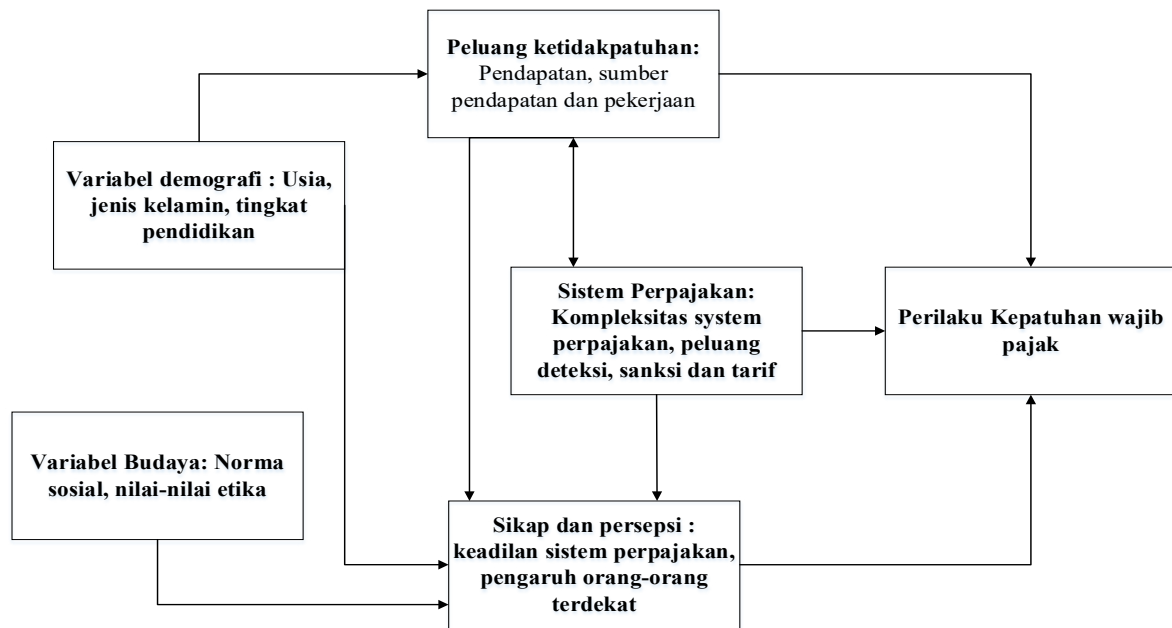 Peluang ketidakpatuhan:
Pendapatan, sumber
pendapatan dan pekerjaan
Variabel demografi : Usia,
jenis kelamin, tingkat
pendidikan
Sistem Perpajakan:
Kompleksitas system
perpajakan, peluang
deteksi, sanksi dan tarif
Perilaku Kepatuhan wajib
pajak
Variabel Budaya: Norma
sosial, nilai-nilai etika
Sikap dan persepsi :
keadilan sistem perpajakan,
pengaruh orang-orang
terdekat